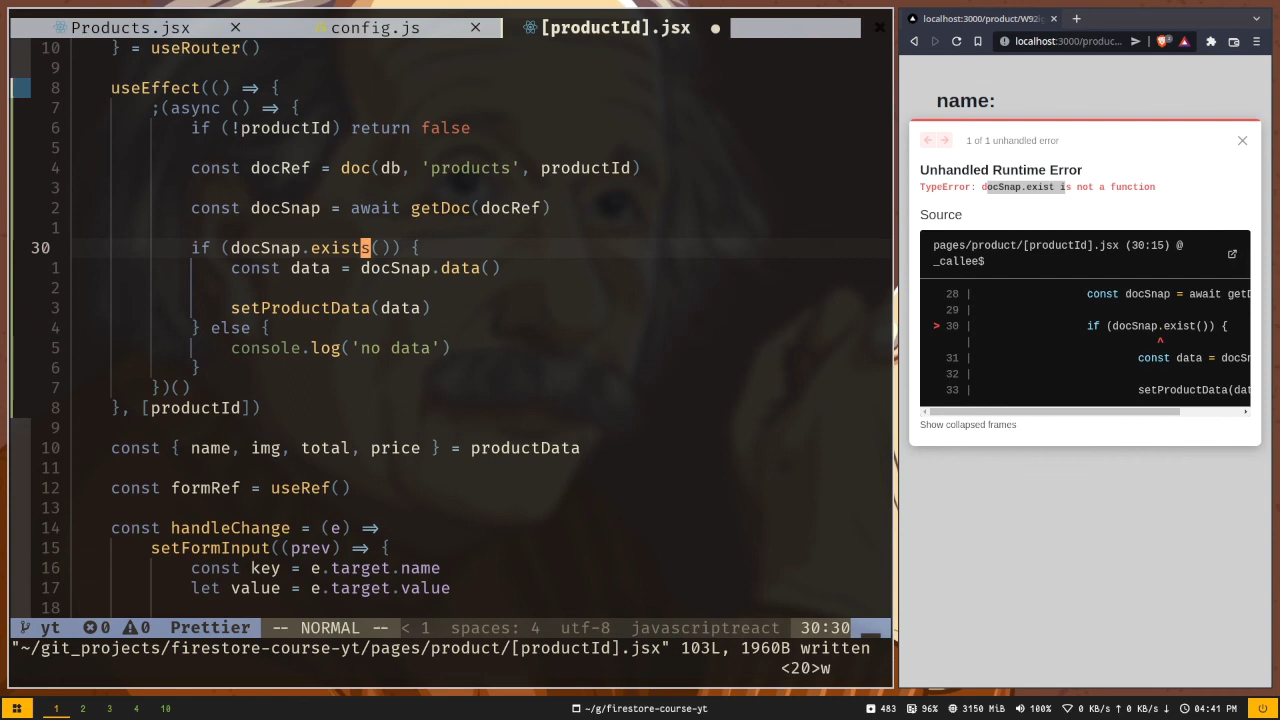 Products.jsx
config.js
[productId].jsx
10 } = useRouter()
9
8 useEffect(() => {
7 ;(async () => {
6 if (!productId) return false
5
4 const docRef = doc(db, 'products', productId)
3
2 const docSnap = await getDoc(docRef)
1
30 if (docSnap.exists()) {
1 const data = docSnap.data()
2
3 setProductData(data)
4 } else {
5 console.log('no data')
6 }
7 })()
8 }, [productId])
9
10 const { name, img, total, price } = productData
11
12 const formRef = useRef()
13
14 const handleChange = (e) =>
15 setFormInput((prev) => {
16 const key = e.target.name
17 let value = e.target.value
18
yt 0 0 Prettier -- NORMAL -- < 1 spaces: 4 utf-8 javascriptreact 30:30
"~/git_projects/firestore-course-yt/pages/product/[productId].jsx" 103L, 1960B written
<20>w
localhost:3000/product/W92i
localhost:3000/produc...
name:
1 of 1 unhandled error
Unhandled Runtime Error
TypeError: docSnap.exist is not a function
Source
pages/product/[productId].jsx (30:15) @
_callee$
28 | const docSnap = await getD
29 |
> 30 | if (docSnap.exist()) {
| ^
31 | const data = docS
32 |
33 | setProductData(dat
Show collapsed frames
1 2 3 4 10
~/g/firestore-course-yt
483 96% 3150 MiB 100% 0 KB/s ↑ 0 KB/s ↓ 04:41 PM